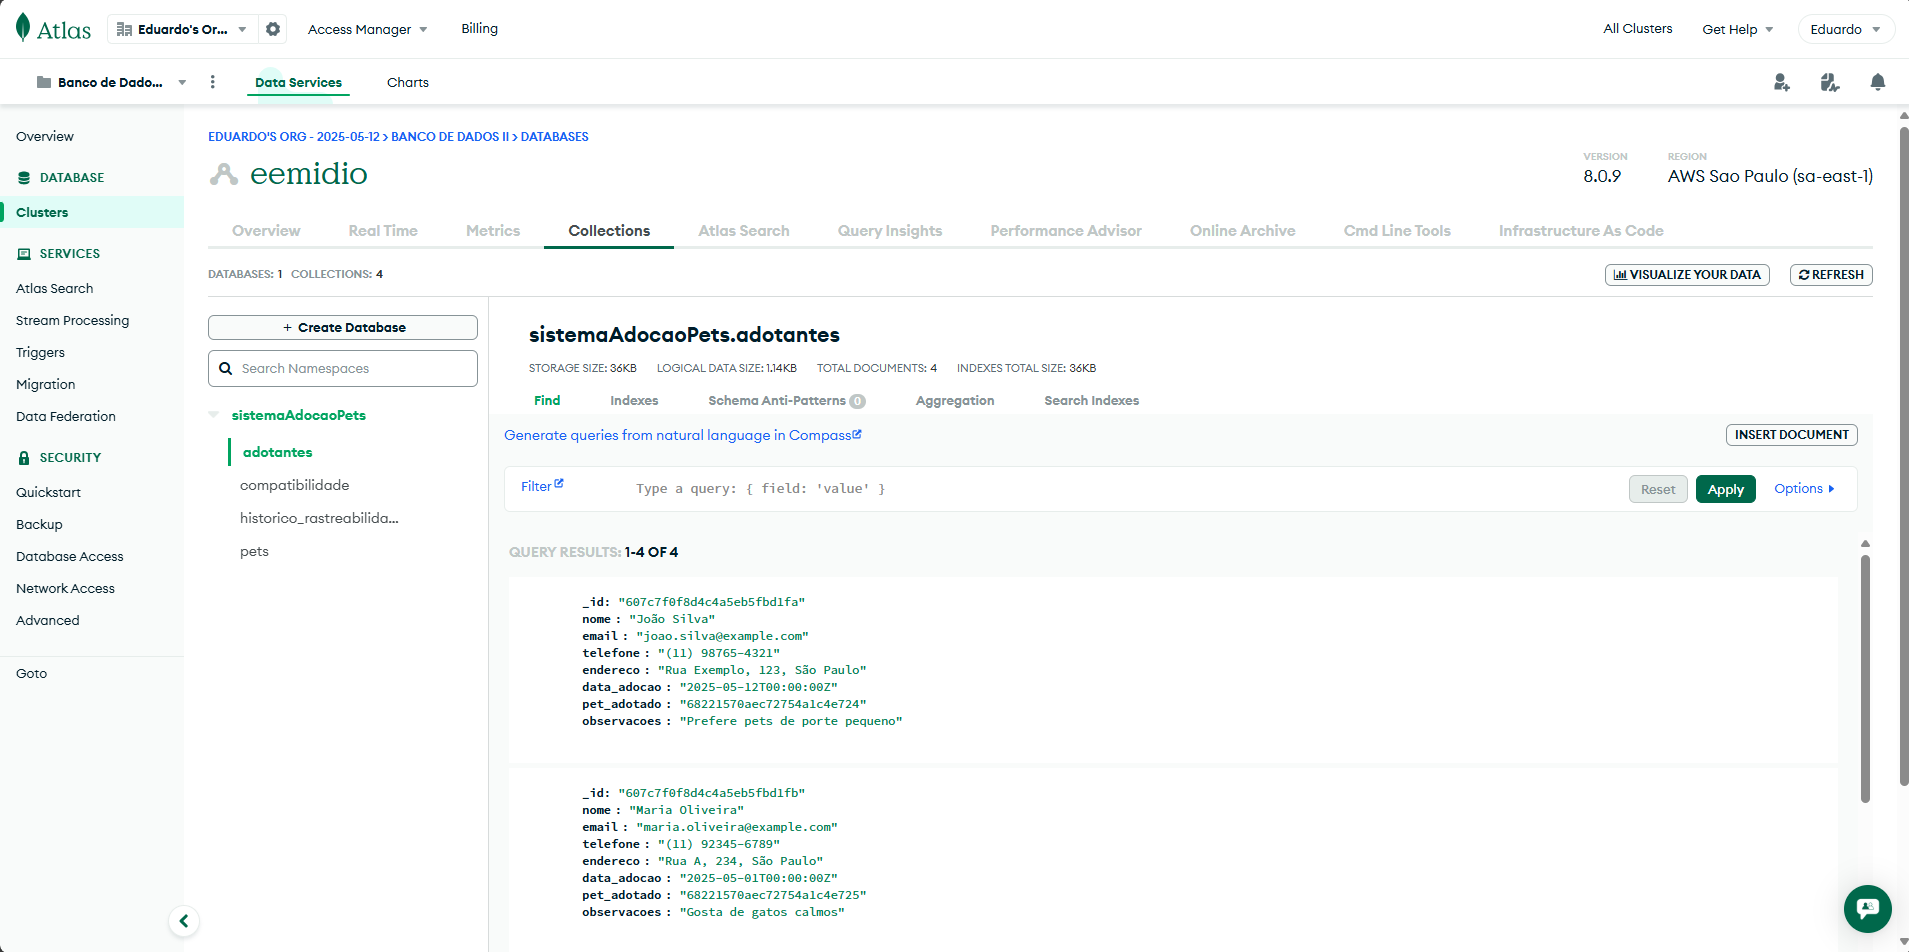 Atlas
Eduardo's Or...
Access Manager
Billing
All Clusters
Get Help
Eduardo
Banco de Dado...
Data Services
Charts
Overview
DATABASE
Clusters
SERVICES
Atlas Search
Stream Processing
Triggers
Migration
Data Federation
SECURITY
Quickstart
Backup
Database Access
Network Access
Advanced
Goto
EDUARDO'S ORG - 2025-05-12 > BANCO DE DADOS II > DATABASES
eemidio
VERSION
8.0.9
REGION
AWS Sao Paulo (sa-east-1)
Overview
Real Time
Metrics
Collections
Atlas Search
Query Insights
Performance Advisor
Online Archive
Cmd Line Tools
Infrastructure As Code
DATABASES: 1 COLLECTIONS: 4
VISUALIZE YOUR DATA
REFRESH
+ Create Database
Search Namespaces
sistemaAdocaoPets
adotantes
compatibilidade
historico_rastreabilida...
pets
sistemaAdocaoPets.adotantes
STORAGE SIZE: 36KB LOGICAL DATA SIZE: 1.14KB TOTAL DOCUMENTS: 4 INDEXES TOTAL SIZE: 36KB
Find
Indexes
Schema Anti-Patterns 0
Aggregation
Search Indexes
Generate queries from natural language in Compass
INSERT DOCUMENT
Filter
Type a query: { field: 'value' }
Reset
Apply
Options
QUERY RESULTS: 1-4 OF 4
_id: "607c7f0f8d4c4a5eb5fbd1fa"
nome: "João Silva"
email: "joao.silva@example.com"
telefone: "(11) 98765-4321"
endereco: "Rua Exemplo, 123, São Paulo"
data_adocao: "2025-05-12T00:00:00Z"
pet_adotado: "68221570aec72754a1c4e724"
observacoes: "Prefere pets de porte pequeno"
_id: "607c7f0f8d4c4a5eb5fbd1fb"
nome: "Maria Oliveira"
email: "maria.oliveira@example.com"
telefone: "(11) 92345-6789"
endereco: "Rua A, 234, São Paulo"
data_adocao: "2025-05-01T00:00:00Z"
pet_adotado: "68221570aec72754a1c4e725"
observacoes: "Gosta de gatos calmos"